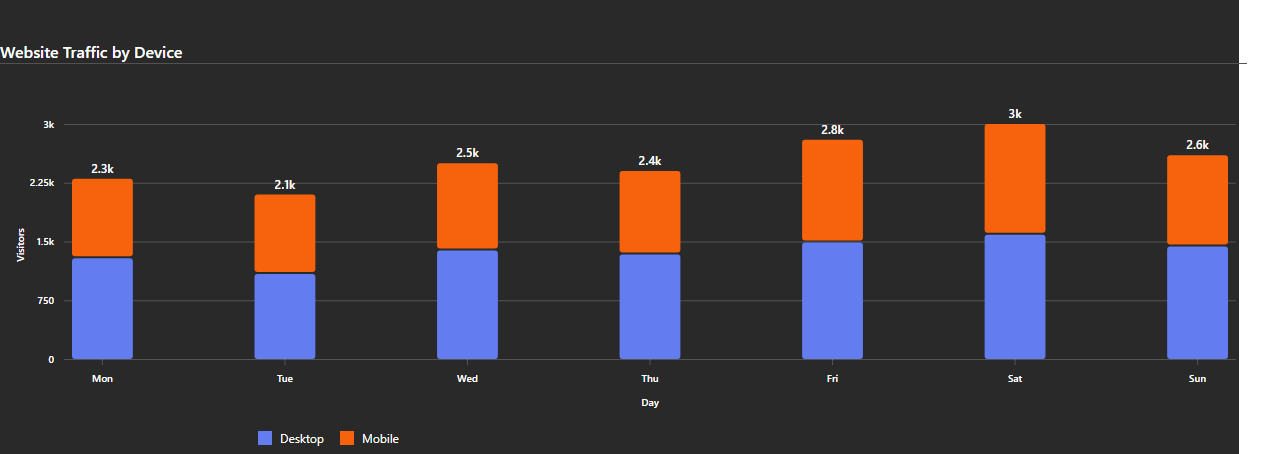 Website Traffic by Device
3k
2.25k
1.5k
750
0
Visitors
2.3k
2.1k
2.5k
2.4k
2.8k
3k
2.6k
Mon Tue Wed Thu Fri Sat Sun
Day
Desktop Mobile